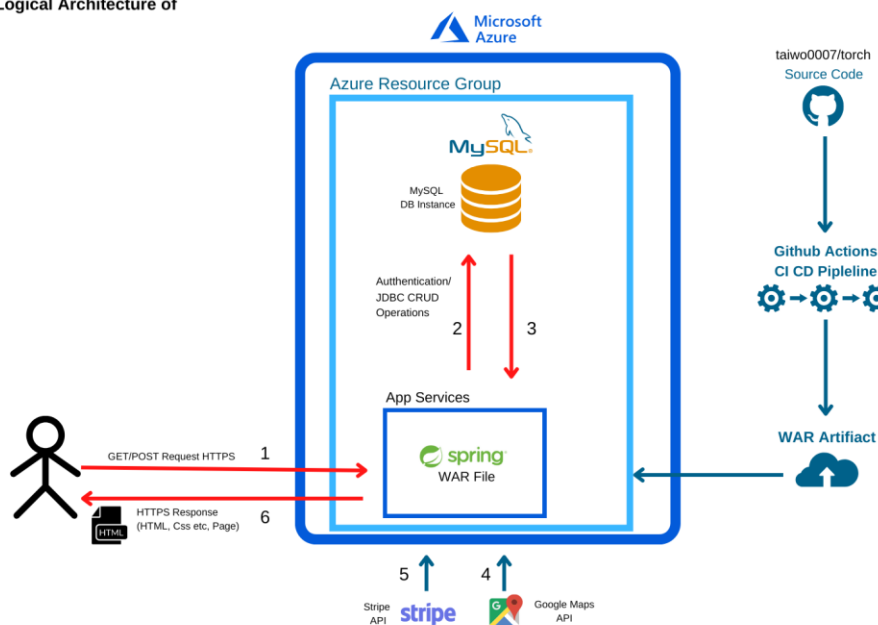 Logical Architecture of
Microsoft
Azure
taiwo0007/torch
Source Code
Azure Resource Group
MySQL®
MySQL
DB Instance
Github Actions
CI CD Pipleline
Autthentication/
JDBC CRUD
Operations
2
3
App Services
WAR Artifiact
spring
WAR File
GET/POST Request HTTPS
1
HTTPS Response
(HTML, Css etc, Page)
6
HTML
5
4
Stripe
API
stripe
G
Google Maps
API